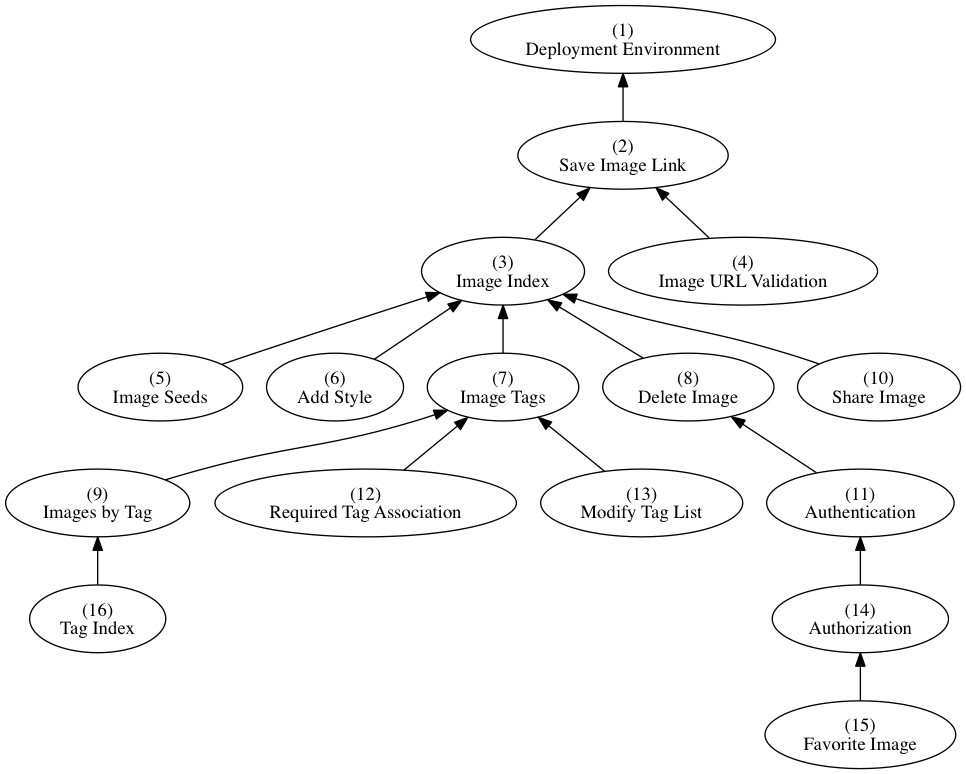 (1)
Deployment Environment
(2)
Save Image Link
(3)
Image Index
(4)
Image URL Validation
(5)
Image Seeds
(6)
Add Style
(7)
Image Tags
(8)
Delete Image
(10)
Share Image
(9)
Images by Tag
(12)
Required Tag Association
(13)
Modify Tag List
(11)
Authentication
(16)
Tag Index
(14)
Authorization
(15)
Favorite Image